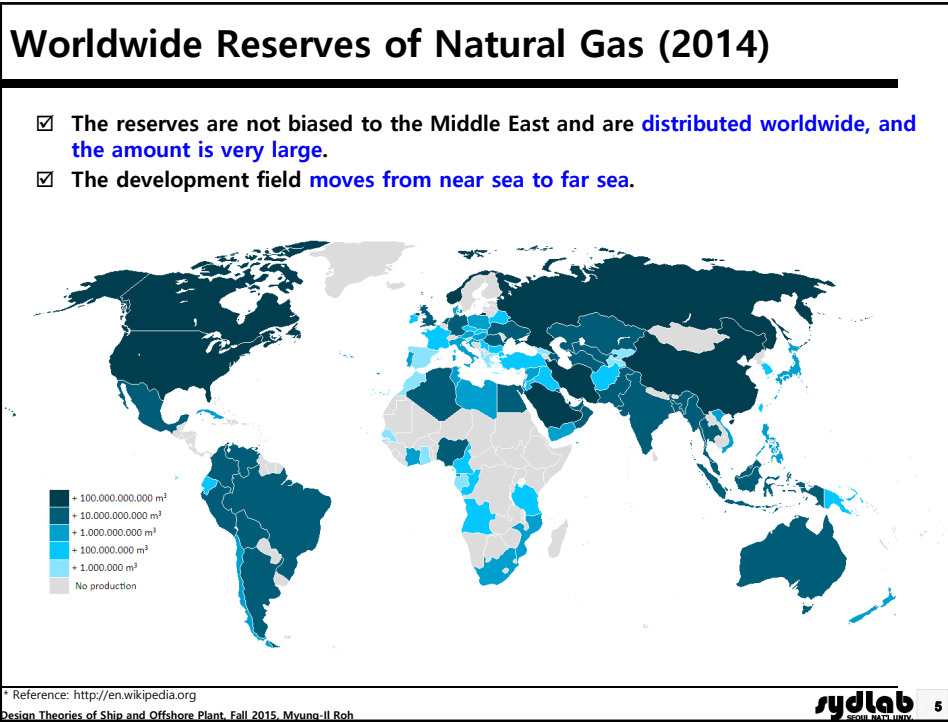 Worldwide Reserves of Natural Gas (2014)
☑ The reserves are not biased to the Middle East and are distributed worldwide, and
the amount is very large.
☑ The development field moves from near sea to far sea.
+ 100.000.000.000 m³
+ 10.000.000.000 m³
+ 1.000.000.000 m³
+ 100.000.000 m³
+ 1.000.000 m³
No production
* Reference: http://en.wikipedia.org
Design Theories of Ship and Offshore Plant, Fall 2015, Myung-Il Roh
sydlab
SEOUL NAT'L UNIV.
5